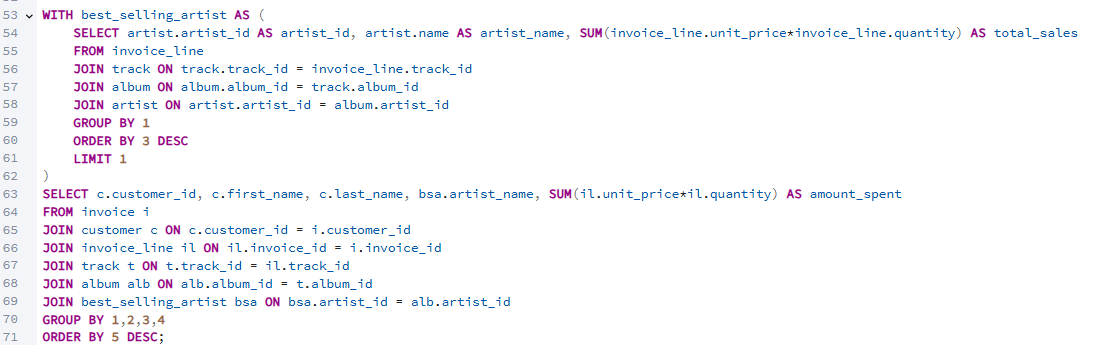 53 WITH best_selling_artist AS (
54 SELECT artist.artist_id AS artist_id, artist.name AS artist_name, SUM(invoice_line.unit_price*invoice_line.quantity) AS total_sales
55 FROM invoice_line
56 JOIN track ON track.track_id = invoice_line.track_id
57 JOIN album ON album.album_id = track.album_id
58 JOIN artist ON artist.artist_id = album.artist_id
59 GROUP BY 1
60 ORDER BY 3 DESC
61 LIMIT 1
62 )
63 SELECT c.customer_id, c.first_name, c.last_name, bsa.artist_name, SUM(il.unit_price*il.quantity) AS amount_spent
64 FROM invoice i
65 JOIN customer c ON c.customer_id = i.customer_id
66 JOIN invoice_line il ON il.invoice_id = i.invoice_id
67 JOIN track t ON t.track_id = il.track_id
68 JOIN album alb ON alb.album_id = t.album_id
69 JOIN best_selling_artist bsa ON bsa.artist_id = alb.artist_id
70 GROUP BY 1,2,3,4
71 ORDER BY 5 DESC;